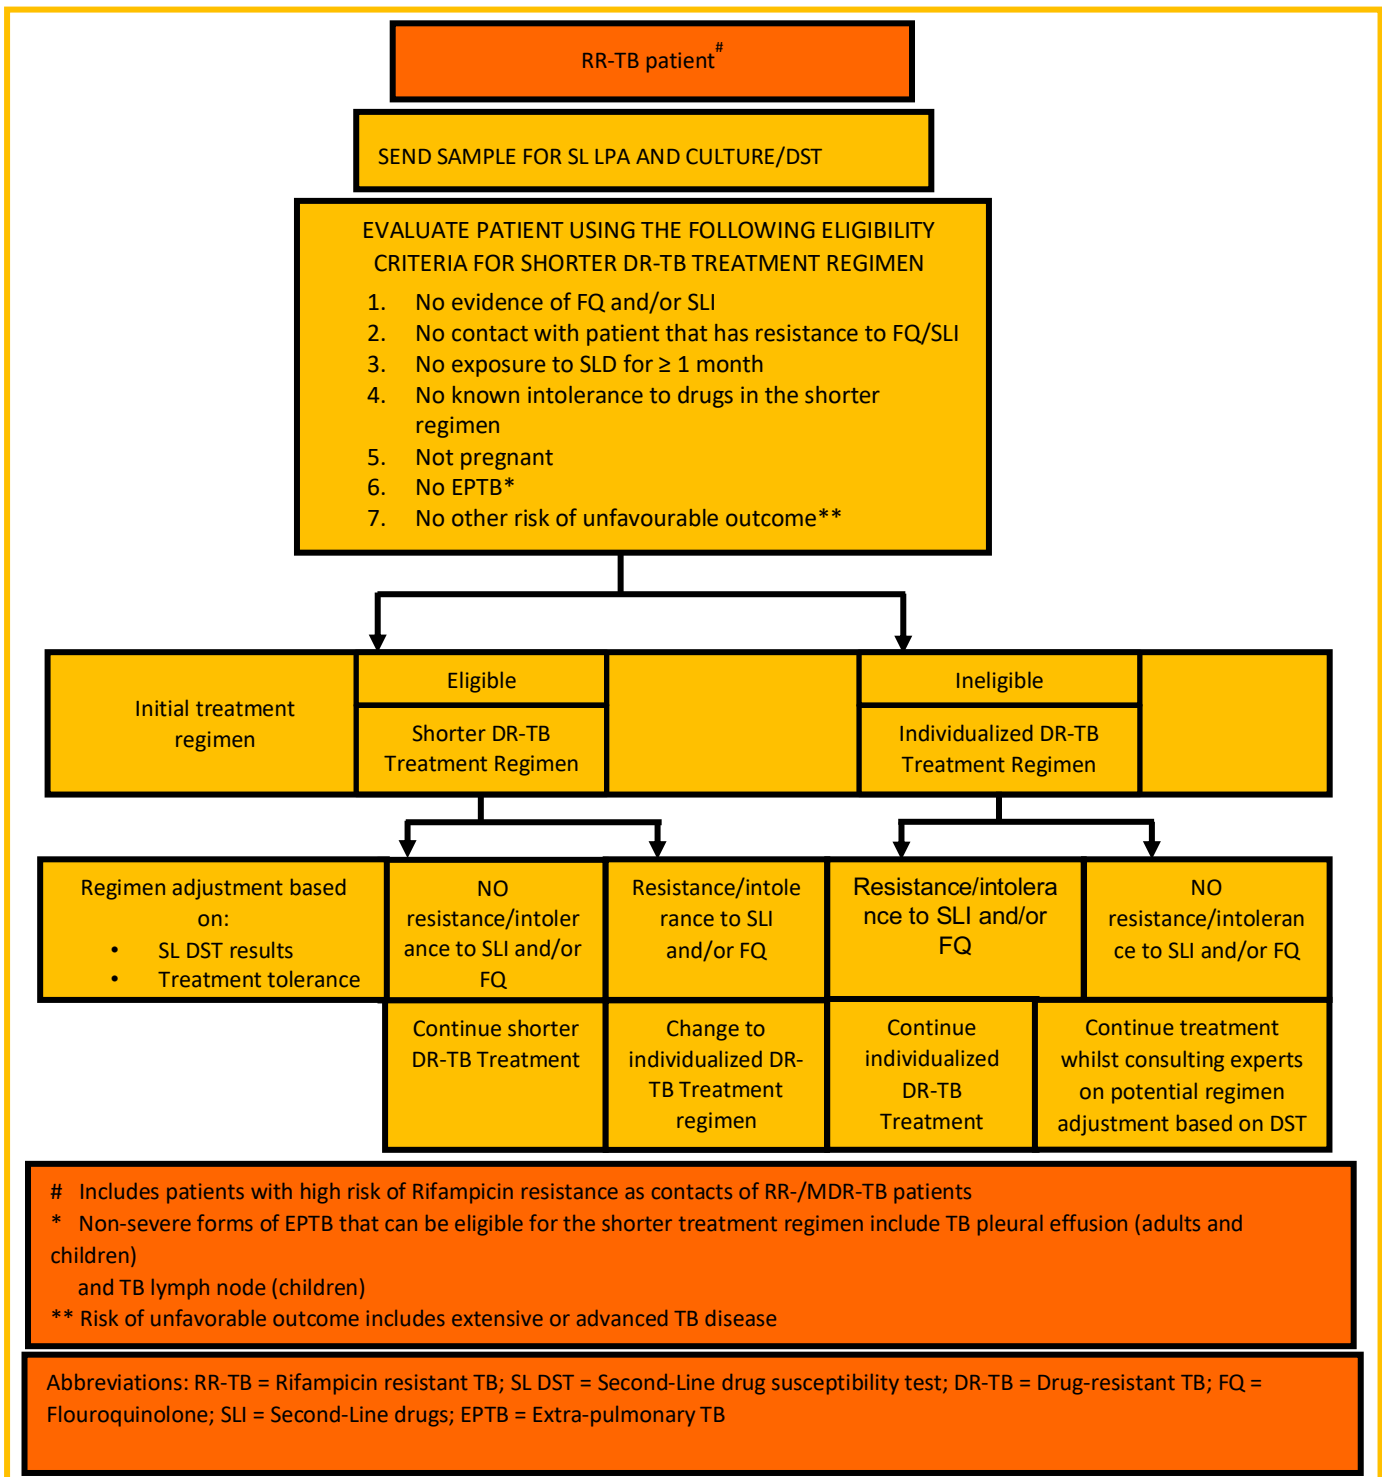 RR-TB patient#
SEND SAMPLE FOR SL LPA AND CULTURE/DST
EVALUATE PATIENT USING THE FOLLOWING ELIGIBILITY
CRITERIA FOR SHORTER DR-TB TREATMENT REGIMEN
1. No evidence of FQ and/or SLI
2. No contact with patient that has resistance to FQ/SLI
3. No exposure to SLD for ≥ 1 month
4. No known intolerance to drugs in the shorter
regimen
5. Not pregnant
6. No EPTB*
7. No other risk of unfavourable outcome**
Initial treatment
regimen
Eligible
Shorter DR-TB
Treatment Regimen
Ineligible
Individualized DR-TB
Treatment Regimen
Regimen adjustment based
on:
• SL DST results
• Treatment tolerance
NO
resistance/intoler
ance to SLI and/or
FQ
Resistance/intole
rance to SLI
and/or FQ
Resistance/intolera
nce to SLI and/or
FQ
NO
resistance/intoleran
ce to SLI and/or FQ
Continue shorter
DR-TB Treatment
Change to
individualized DR-
TB Treatment
regimen
Continue
individualized
DR-TB
Treatment
Continue treatment
whilst consulting experts
on potential regimen
adjustment based on DST
# Includes patients with high risk of Rifampicin resistance as contacts of RR-/MDR-TB patients
* Non-severe forms of EPTB that can be eligible for the shorter treatment regimen include TB pleural effusion (adults and
children)
and TB lymph node (children)
** Risk of unfavorable outcome includes extensive or advanced TB disease
Abbreviations: RR-TB = Rifampicin resistant TB; SL DST = Second-Line drug susceptibility test; DR-TB = Drug-resistant TB; FQ =
Flouroquinolone; SLI = Second-Line drugs; EPTB = Extra-pulmonary TB